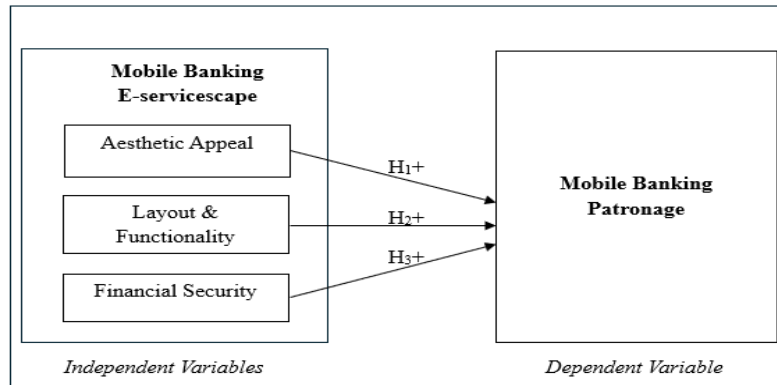 Mobile Banking
E-servicescape
Aesthetic Appeal
Layout &
Functionality
Financial Security
H₁+
H₂+
H₃+
Mobile Banking
Patronage
Independent Variables
Dependent Variable